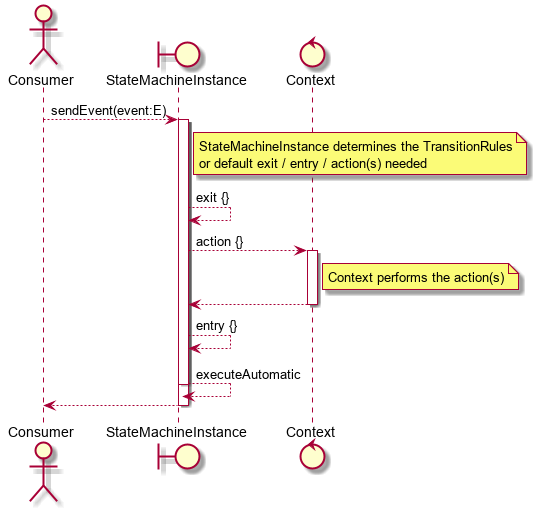 Consumer
StateMachineInstance
Context
sendEvent(event:E)
StateMachineInstance determines the TransitionRules
or default exit / entry / action(s) needed
exit {}
action {}
Context performs the action(s)
entry {}
executeAutomatic
Consumer
StateMachineInstance
Context